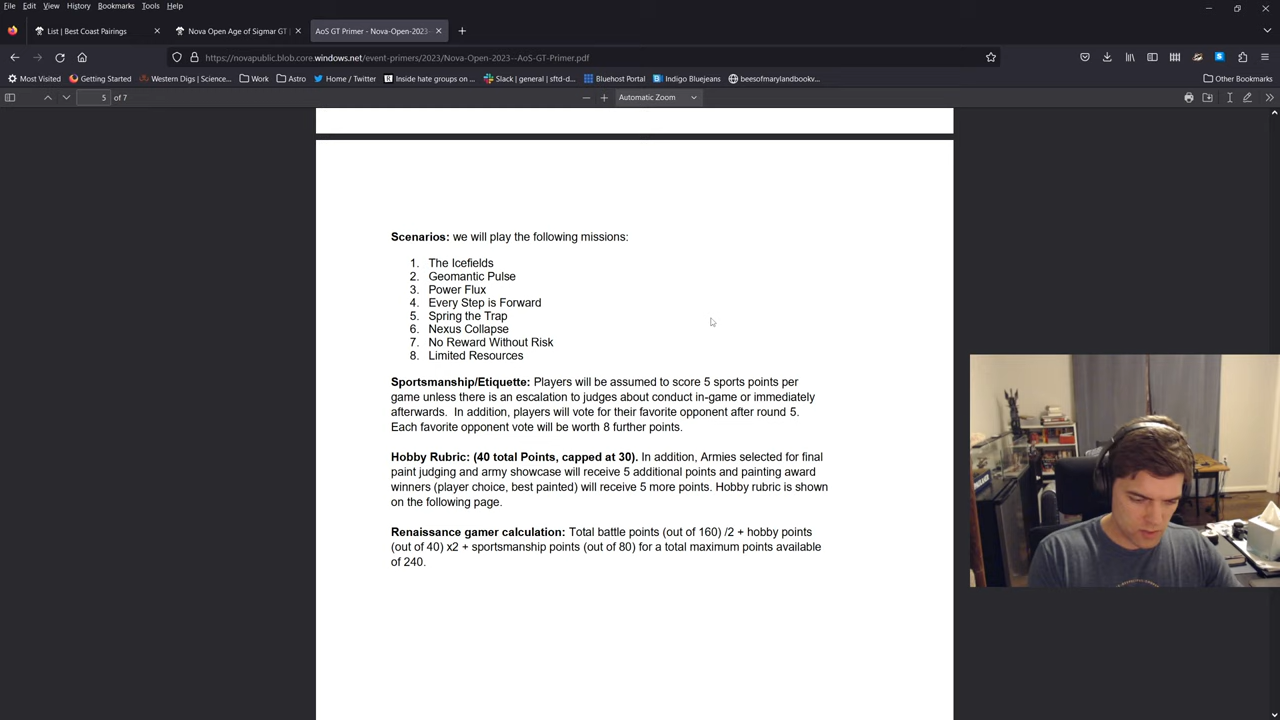 File Edit View History Bookmarks Tools Help
List | Best Coast Pairings
Nova Open Age of Sigmar GT |
AoS GT Primer - Nova-Open-2023-
https://novapublic.blob.core.windows.net/event-primers/2023/Nova-Open-2023--AoS-GT-Primer.pdf
Most Visited Getting Started Western Digs | Science... Work Astro Home / Twitter Inside hate groups on ... Slack | general | sftd-d... Bluehost Portal Indigo Bluejeans beesofmarylandbookv... Other Bookmarks
5 of 7 Automatic Zoom
Scenarios: we will play the following missions:
1. The Icefields
2. Geomantic Pulse
3. Power Flux
4. Every Step is Forward
5. Spring the Trap
6. Nexus Collapse
7. No Reward Without Risk
8. Limited Resources
Sportsmanship/Etiquette: Players will be assumed to score 5 sports points per
game unless there is an escalation to judges about conduct in-game or immediately
afterwards. In addition, players will vote for their favorite opponent after round 5.
Each favorite opponent vote will be worth 8 further points.
Hobby Rubric: (40 total Points, capped at 30). In addition, Armies selected for final
paint judging and army showcase will receive 5 additional points and painting award
winners (player choice, best painted) will receive 5 more points. Hobby rubric is shown
on the following page.
Renaissance gamer calculation: Total battle points (out of 160) /2 + hobby points
(out of 40) x2 + sportsmanship points (out of 80) for a total maximum points available
of 240.